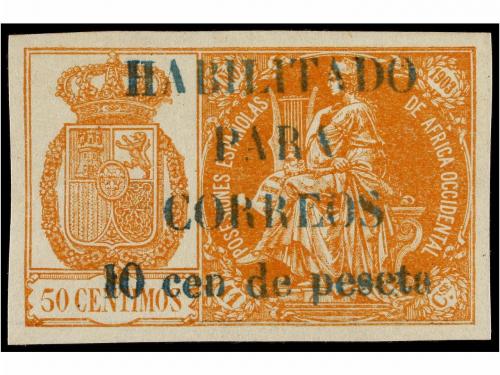 HABILITADO
PARA
CORREOS
10 cen de peseta
50 CENTIMOS
POSESIONES ESPAÑOLAS
DE AFRICA OCCIDENTAL
1903